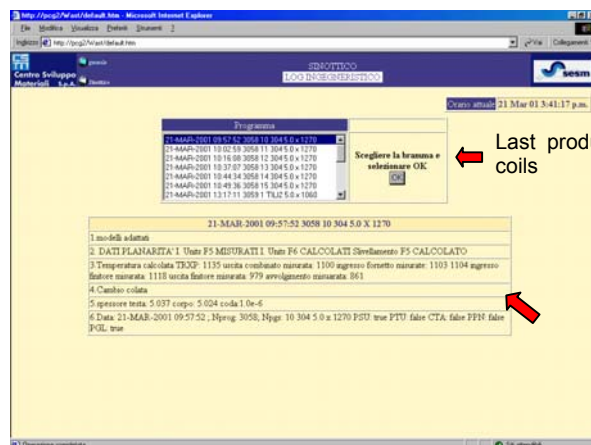 http://pcg2/Wast/default.htm - Microsoft Internet Explorer
File Modifica Visualizza Preferiti Strumenti ?
Indirizzo http://pcg2/Wast/default.htm Vai Collegamenti
Centro Sviluppo
Materiali S.p.A.
SINOTTICO
LOG INGEGNERISTICO
sesm
Orario attuale 21 Mar 01 3:41:17 p.m.
Programma
21-MAR-2001 09:57:52 3058 10 304 5.0 x 1270
21-MAR-2001 10:02:59 3058 11 304 5.0 x 1270
21-MAR-2001 10:16:08 3058 12 304 5.0 x 1270
21-MAR-2001 10:37:07 3058 13 304 5.0 x 1270
21-MAR-2001 10:44:34 3058 14 304 5.0 x 1270
21-MAR-2001 10:49:36 3058 15 304 5.0 x 1270
21-MAR-2001 13:17:11 3059 1 TILI2 5.0 x 1060
Scegliere la bramma e
selezionare OK
OK
Last produ
coils
21-MAR-2001 09:57:52 3058 10 304 5.0 X 1270
1.modelli adattati
2. DATI PLANARITA' I. Units F5 MISURATI I. Units F6 CALCOLATI Sivellamento F5 CALCOLATO
3.Temperatura calcolata TRXP: 1135 uscita combinato misurata: 1100 ingresso fornetto misurate: 1103 1104 ingresso
finitore misurata: 1118 uscita finitore misurata: 979 avvolgimento misuarata: 861
4.Cambio colata
5.spessore testa: 5.037 corpo: 5.024 coda:1.0e-6
6.Data: 21-MAR-2001 09:57:52 ; Nprog: 3058; Npgs: 10 304 5.0 x 1270 PSU: true PTU: false CTA: false PPN: false
PGL: true